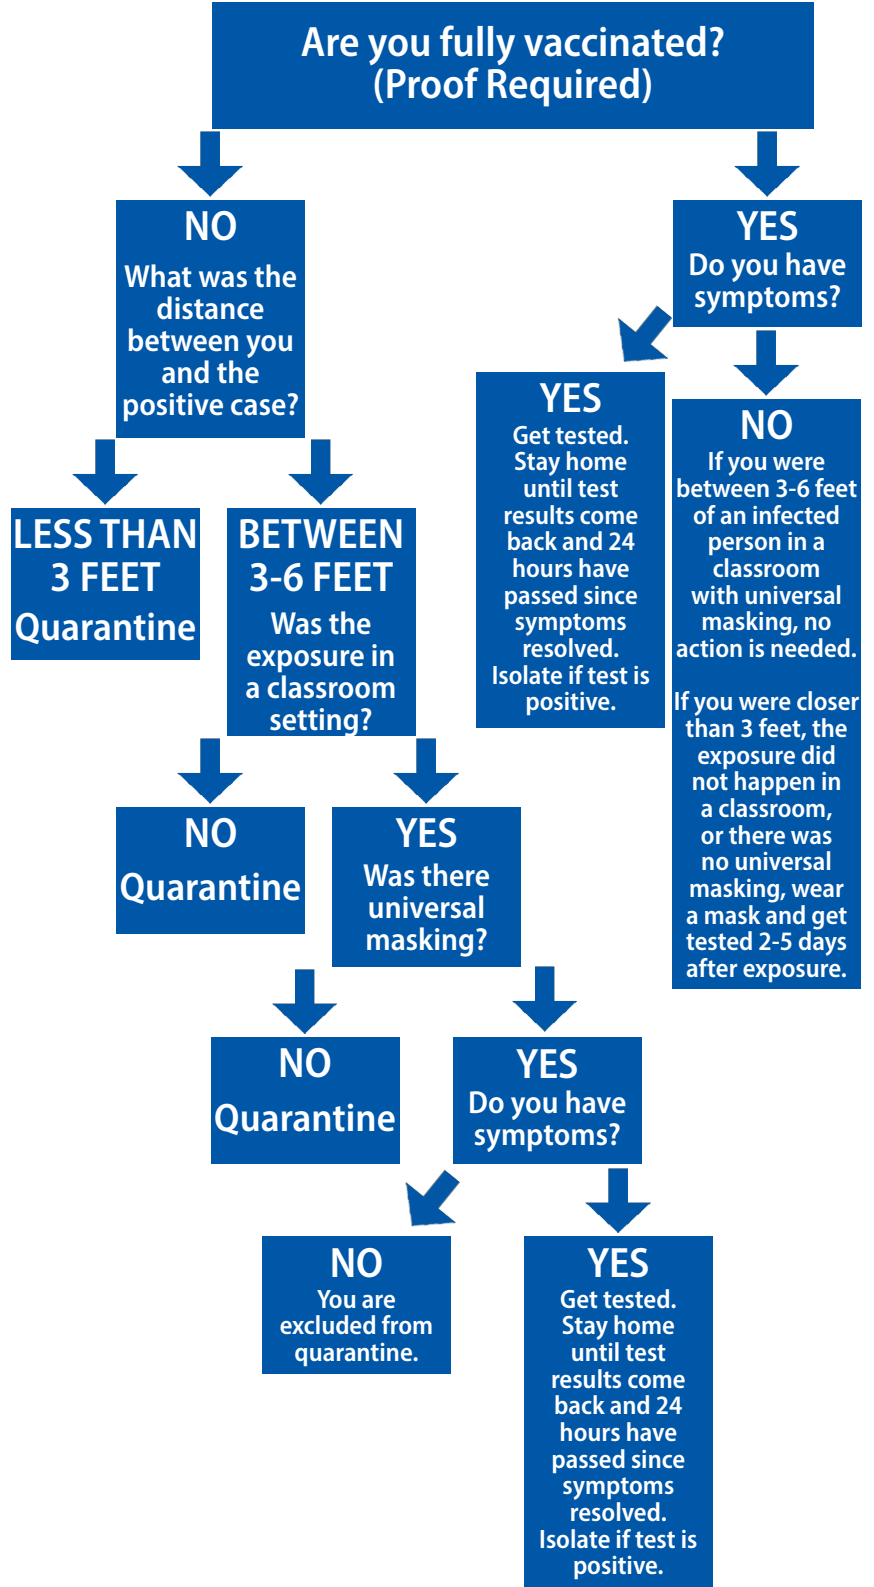 Are you fully vaccinated?
(Proof Required)
NO
What was the
distance
between you
and the
positive case?
YES
Do you have
symptoms?
YES
Get tested.
Stay home
until test
results come
back and 24
hours have
passed since
symptoms
resolved.
Isolate if test is
positive.
NO
If you were
between 3-6 feet
of an infected
person in a
classroom
with universal
masking, no
action is needed.
If you were closer
than 3 feet, the
exposure did
not happen in
a classroom,
or there was
no universal
masking, wear
a mask and get
tested 2-5 days
after exposure.
LESS THAN
3 FEET
Quarantine
BETWEEN
3-6 FEET
Was the
exposure in
a classroom
setting?
NO
Quarantine
YES
Was there
universal
masking?
NO
Quarantine
YES
Do you have
symptoms?
NO
You are
excluded from
quarantine.
YES
Get tested.
Stay home
until test
results come
back and 24
hours have
passed since
symptoms
resolved.
Isolate if test is
positive.